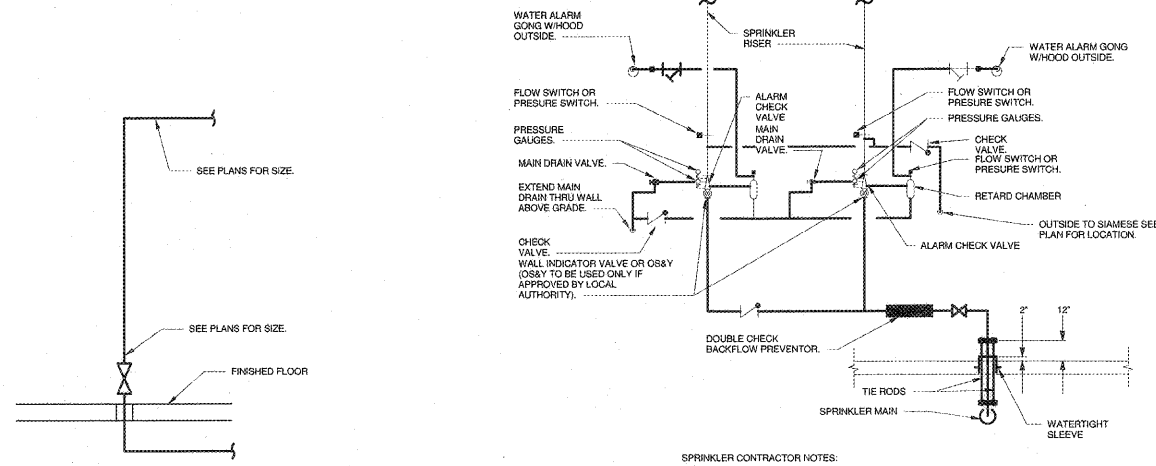 SEE PLANS FOR SIZE.
SEE PLANS FOR SIZE.
FINISHED FLOOR
WATER ALARM
GONG W/HOOD
OUTSIDE.
SPRINKLER
RISER
WATER ALARM GONG
W/HOOD OUTSIDE.
FLOW SWITCH OR
PRESURE SWITCH.
ALARM
CHECK
VALVE
FLOW SWITCH OR
PRESURE SWITCH.
PRESSURE
GAUGES.
MAIN
DRAIN
VALVE.
PRESSURE GAUGES.
CHECK
VALVE.
FLOW SWITCH OR
PRESURE SWITCH.
MAIN DRAIN VALVE.
EXTEND MAIN
DRAIN THRU WALL
ABOVE GRADE.
RETARD CHAMBER
OUTSIDE TO SIAMESE SEE
PLAN FOR LOCATION.
CHECK
VALVE.
ALARM CHECK VALVE
WALL INDICATOR VALVE OR OS&Y
(OS&Y TO BE USED ONLY IF
APPROVED BY LOCAL
AUTHORITY).
DOUBLE CHECK
BACKFLOW PREVENTOR.
2"
12"
TIE RODS
SPRINKLER MAIN
WATERTIGHT
SLEEVE
SPRINKLER CONTRACTOR NOTES: